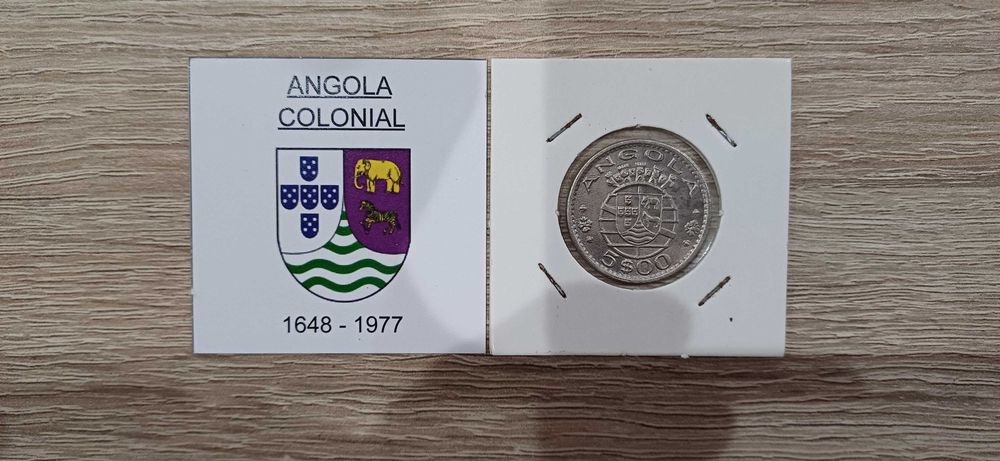 ANGOLA
COLONIAL
1648 - 1977
ANGOLA
5$00